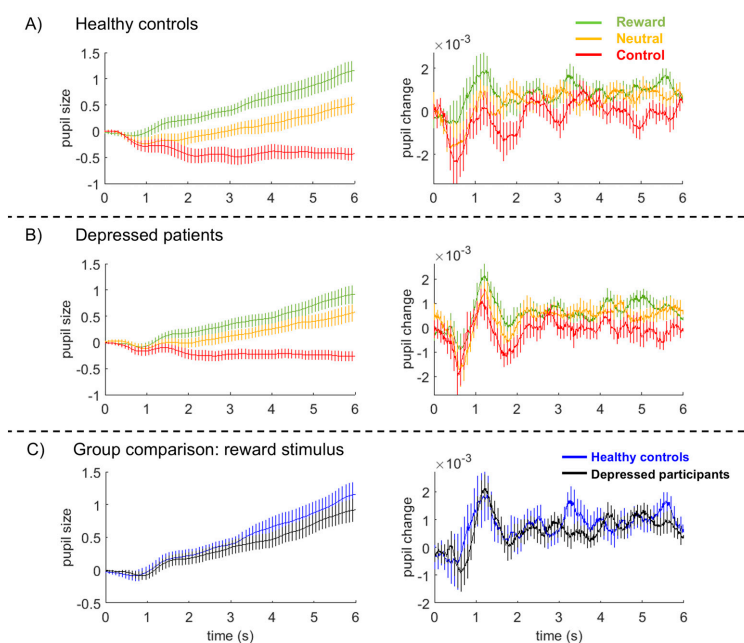 A) Healthy controls
Reward
Neutral
Control
1.5
1
0.5
0
-0.5
-1
pupil size
0 1 2 3 4 5 6
×10⁻³
2
0
-2
pupil change
0 1 2 3 4 5 6
B) Depressed patients
1.5
1
0.5
0
-0.5
-1
pupil size
0 1 2 3 4 5 6
×10⁻³
2
1
0
-1
-2
pupil change
0 1 2 3 4 5 6
C) Group comparison: reward stimulus
Healthy controls
Depressed participants
1.5
1
0.5
0
-0.5
pupil size
0 1 2 3 4 5 6
time (s)
×10⁻³
2
1
0
-1
-2
pupil change
0 1 2 3 4 5 6
time (s)